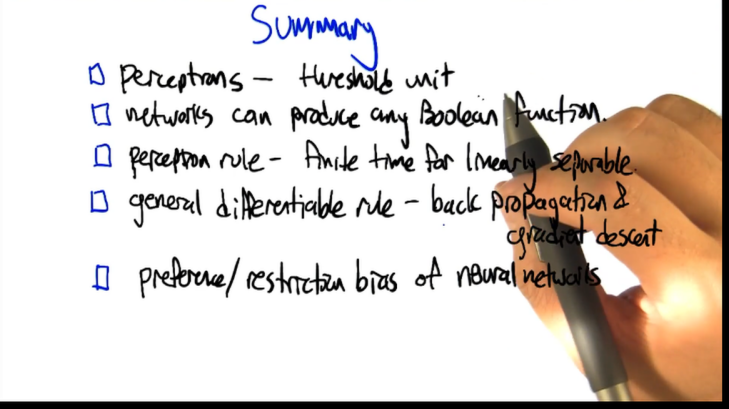 Summary
perceptrons - threshold unit
networks can produce any Boolean function.
perceptron rule - finite time for linearly separable.
general differentiable rule - back propagation &
gradient descent
preference/restriction bias of neural networks